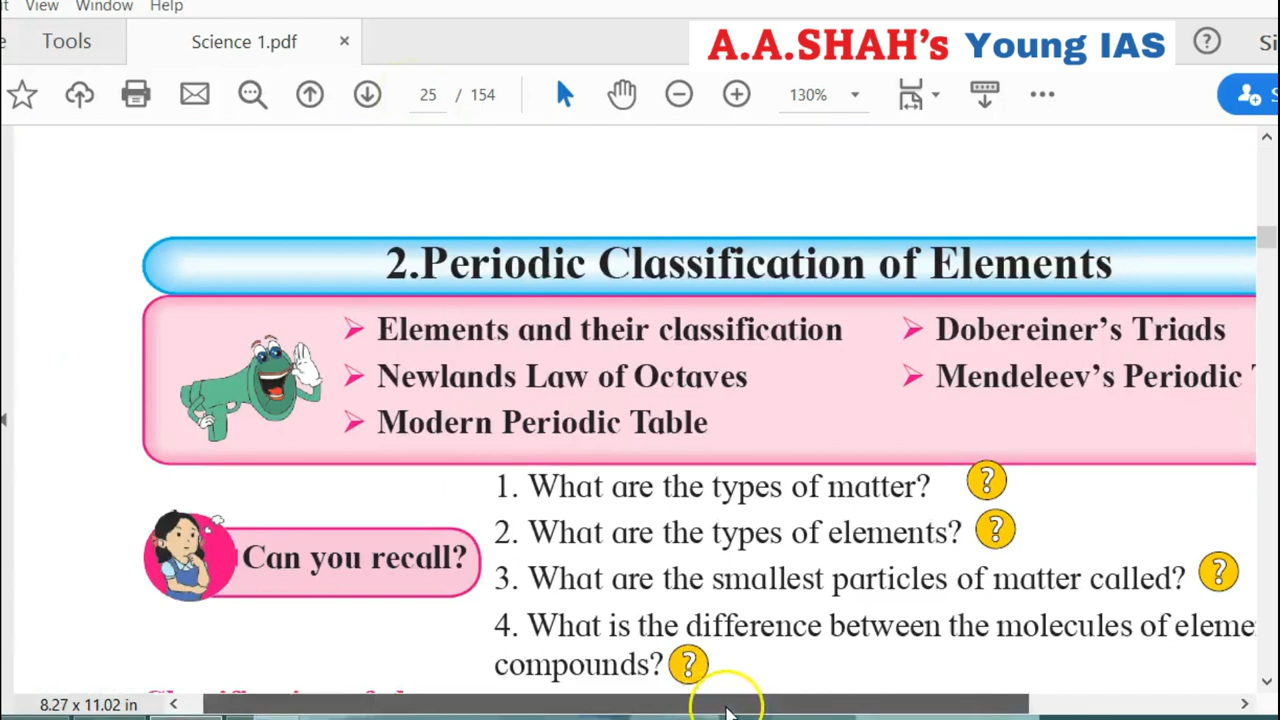 View Window Help
Tools
Science 1.pdf ×
A.A.SHAH's Young IAS
25 / 154
130%
2.Periodic Classification of Elements
Elements and their classification
Dobereiner's Triads
Newlands Law of Octaves
Mendeleev's Periodic
Modern Periodic Table
Can you recall?
1. What are the types of matter? ?
2. What are the types of elements? ?
3. What are the smallest particles of matter called? ?
4. What is the difference between the molecules of eleme
compounds? ?
8.27 x 11.02 in